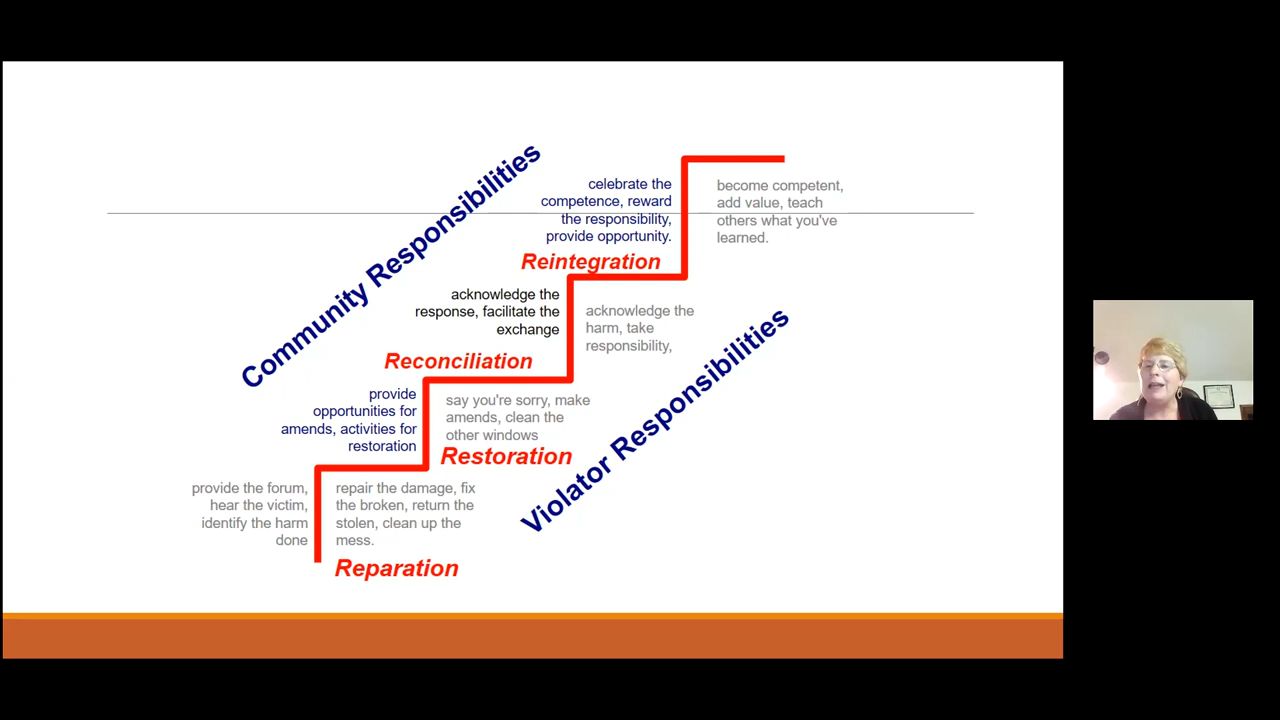 Community Responsibilities
celebrate the
competence, reward
the responsibility,
provide opportunity.
become competent,
add value, teach
others what you've
learned.
Reintegration
acknowledge the
response, facilitate the
exchange
acknowledge the
harm, take
responsibility,
Reconciliation
Violator Responsibilities
provide
opportunities for
amends, activities for
restoration
say you're sorry, make
amends, clean the
other windows
Restoration
provide the forum,
hear the victim,
identify the harm
done
repair the damage, fix
the broken, return the
stolen, clean up the
mess.
Reparation